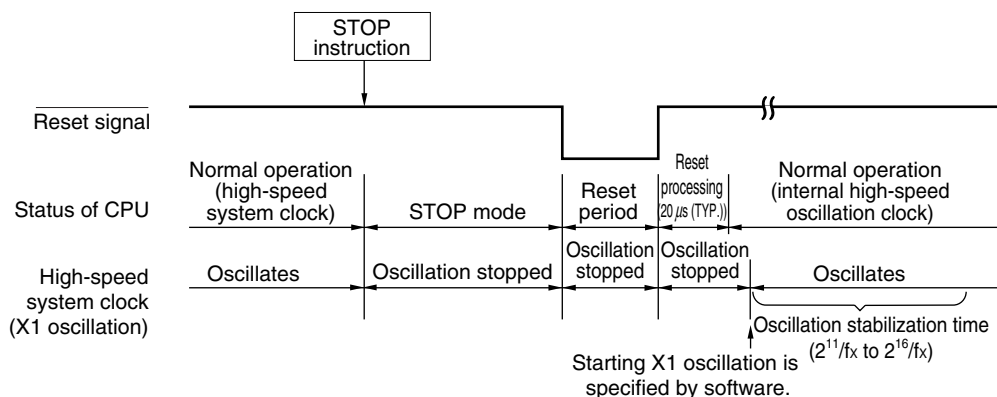 STOP
instruction
Reset signal
Normal operation
(high-speed
system clock)
Status of CPU
STOP mode
Reset
period
Reset
processing
(20 µs (TYP.))
Normal operation
(internal high-speed
oscillation clock)
High-speed
system clock
(X1 oscillation)
Oscillates
Oscillation stopped
Oscillation
stopped
Oscillation
stopped
Oscillates
Oscillation stabilization time
(2¹¹/fx to 2¹⁶/fx)
Starting X1 oscillation is
specified by software.